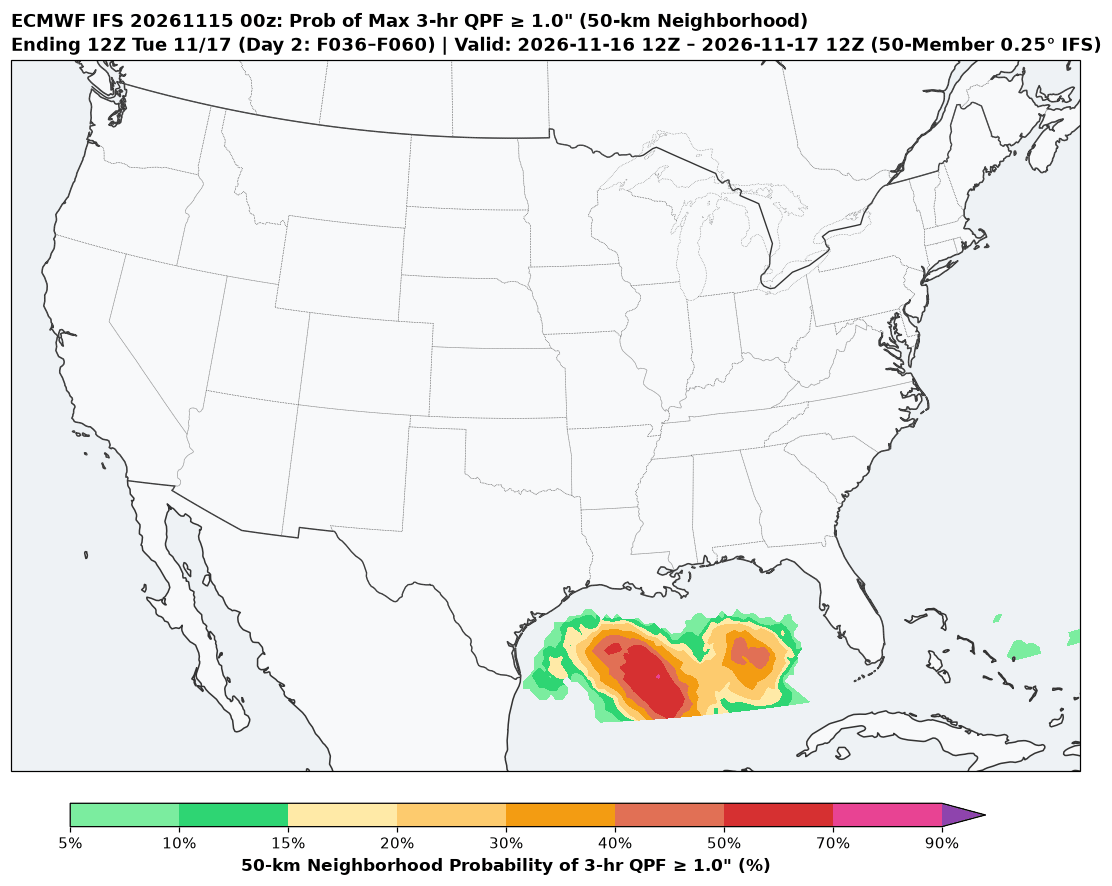 ECMWF IFS 20261115 00z: Prob of Max 3-hr QPF ≥ 1.0" (50-km Neighborhood)
Ending 12Z Tue 11/17 (Day 2: F036–F060) | Valid: 2026-11-16 12Z – 2026-11-17 12Z (50-Member 0.25° IFS)
5% 10% 15% 20% 30% 40% 50% 70% 90%
50-km Neighborhood Probability of 3-hr QPF ≥ 1.0" (%)